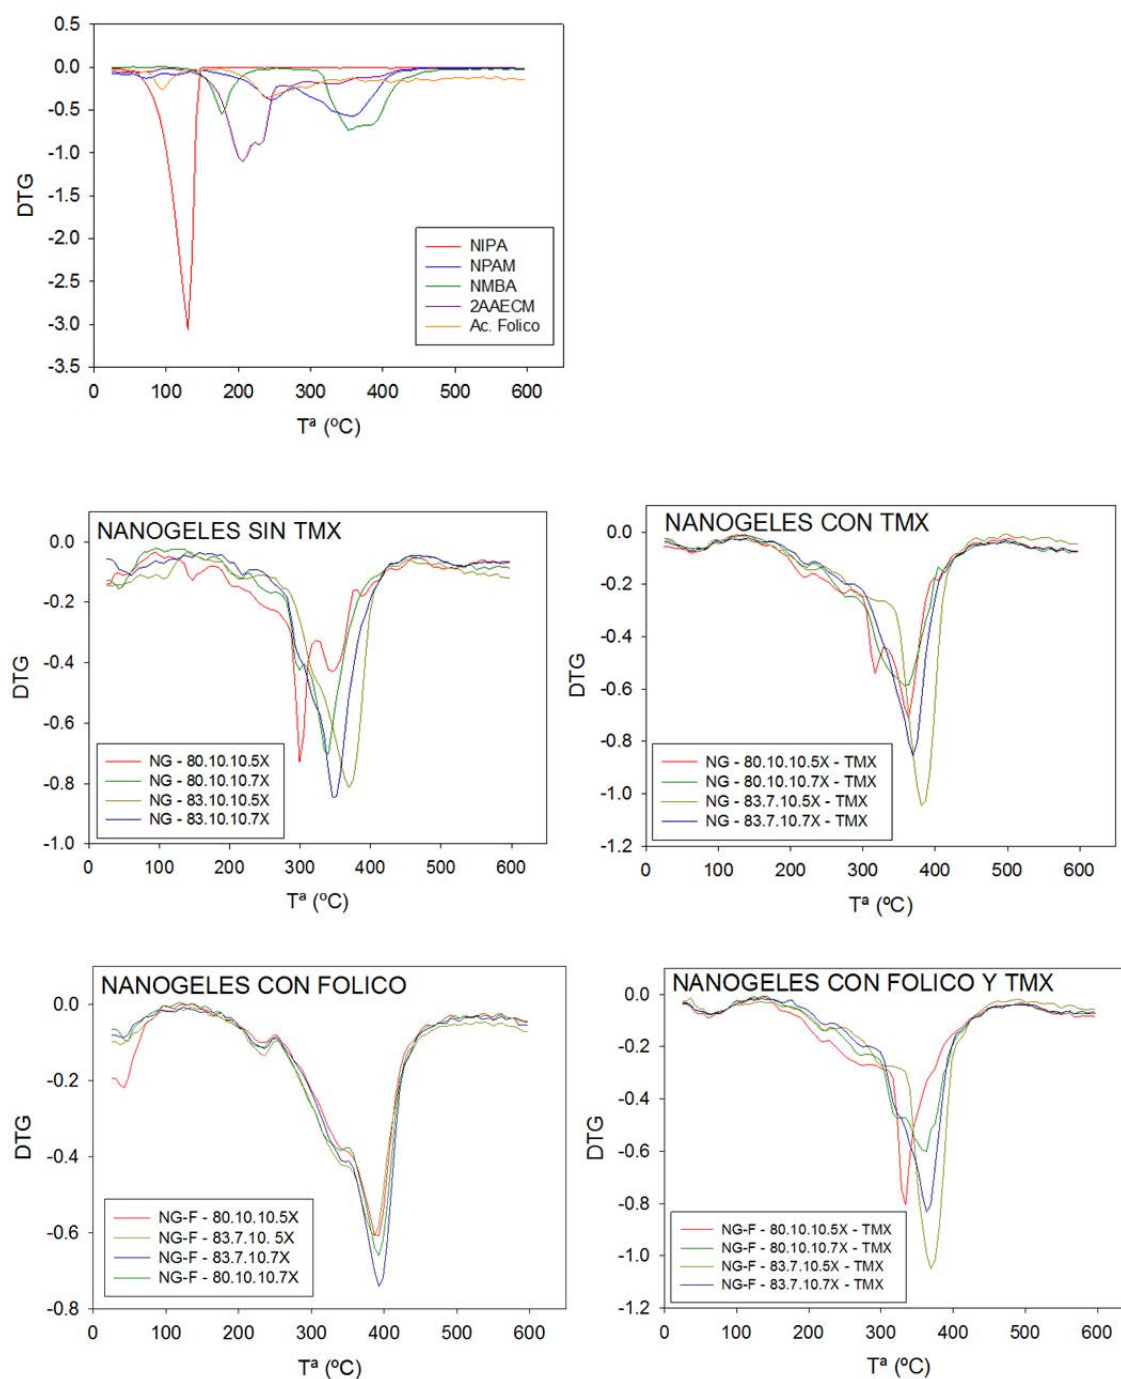 0.5
0.0
-0.5
-1.0
-1.5
-2.0
-2.5
-3.0
-3.5
DTG
NIPA
NPAM
NMBA
2AAECM
Ac. Folico
0 100 200 300 400 500 600
Tª (ºC)
NANOGELES SIN TMX
0.0
-0.2
-0.4
-0.6
-0.8
-1.0
DTG
NG - 80.10.10.5X
NG - 80.10.10.7X
NG - 83.10.10.5X
NG - 83.10.10.7X
0 100 200 300 400 500 600
Tª (ºC)
NANOGELES CON TMX
0.0
-0.2
-0.4
-0.6
-0.8
-1.0
-1.2
DTG
NG - 80.10.10.5X - TMX
NG - 80.10.10.7X - TMX
NG - 83.7.10.5X - TMX
NG - 83.7.10.7X - TMX
0 100 200 300 400 500 600
Tª (ºC)
NANOGELES CON FOLICO
0.0
-0.2
-0.4
-0.6
-0.8
DTG
NG-F - 80.10.10.5X
NG-F - 83.7.10. 5X
NG-F - 83.7.10.7X
NG-F - 80.10.10.7X
0 100 200 300 400 500 600
Tª (ºC)
NANOGELES CON FOLICO Y TMX
0.0
-0.2
-0.4
-0.6
-0.8
-1.0
-1.2
DTG
NG-F - 80.10.10.5X - TMX
NG-F - 80.10.10.7X - TMX
NG-F - 83.7.10.5X - TMX
NG-F - 83.7.10.7X - TMX
0 100 200 300 400 500 600
Tª (ºC)